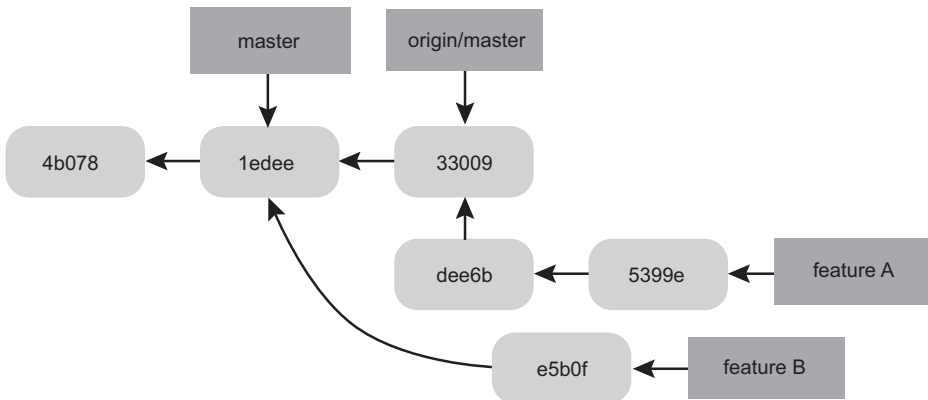 master
origin/master
4b078
1edee
33009
dee6b
5399e
feature A
e5b0f
feature B